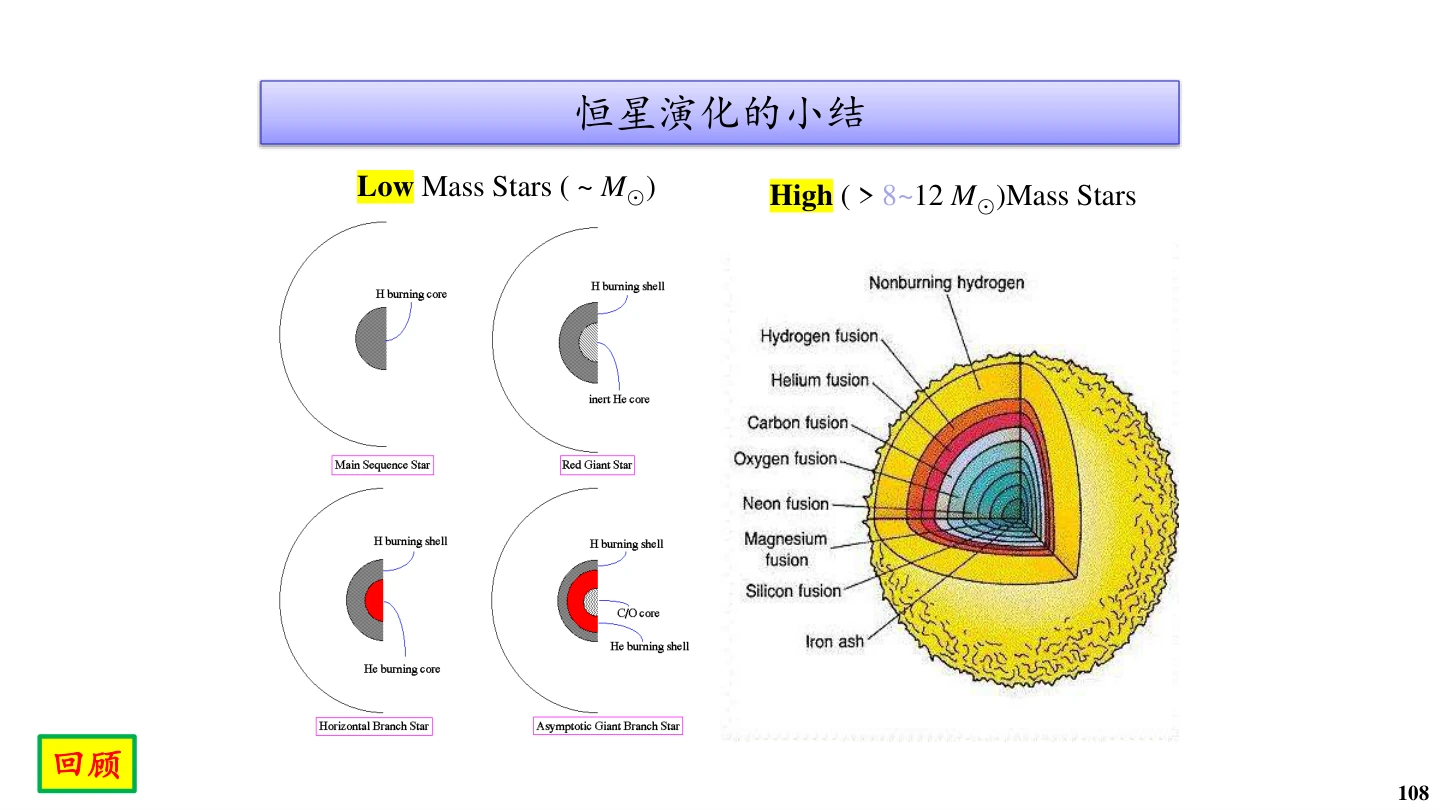 恒星演化的小结
Low Mass Stars ( ~ M⊙)
H burning core
Main Sequence Star
H burning shell
inert He core
Red Giant Star
H burning shell
He burning core
Horizontal Branch Star
H burning shell
C/O core
He burning shell
Asymptotic Giant Branch Star
High ( > 8~12 M⊙)Mass Stars
Nonburning hydrogen
Hydrogen fusion
Helium fusion
Carbon fusion
Oxygen fusion
Neon fusion
Magnesium
fusion
Silicon fusion
Iron ash
回顾
108